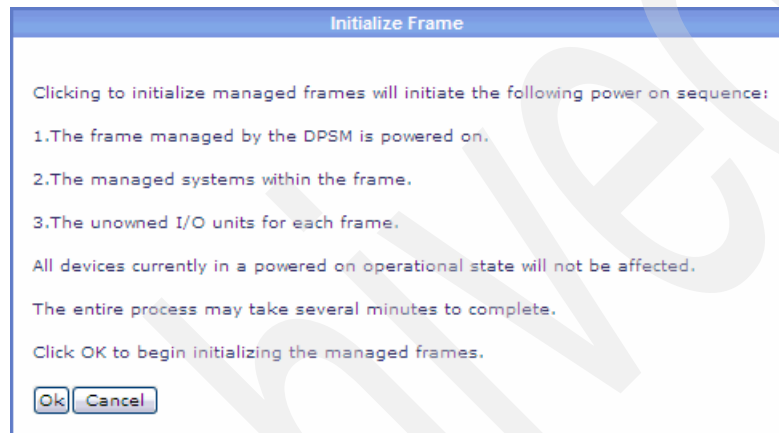 Initialize Frame
Clicking to initialize managed frames will initiate the following power on sequence:
1.The frame managed by the DPSM is powered on.
2.The managed systems within the frame.
3.The unowned I/O units for each frame.
All devices currently in a powered on operational state will not be affected.
The entire process may take several minutes to complete.
Click OK to begin initializing the managed frames.
Ok Cancel